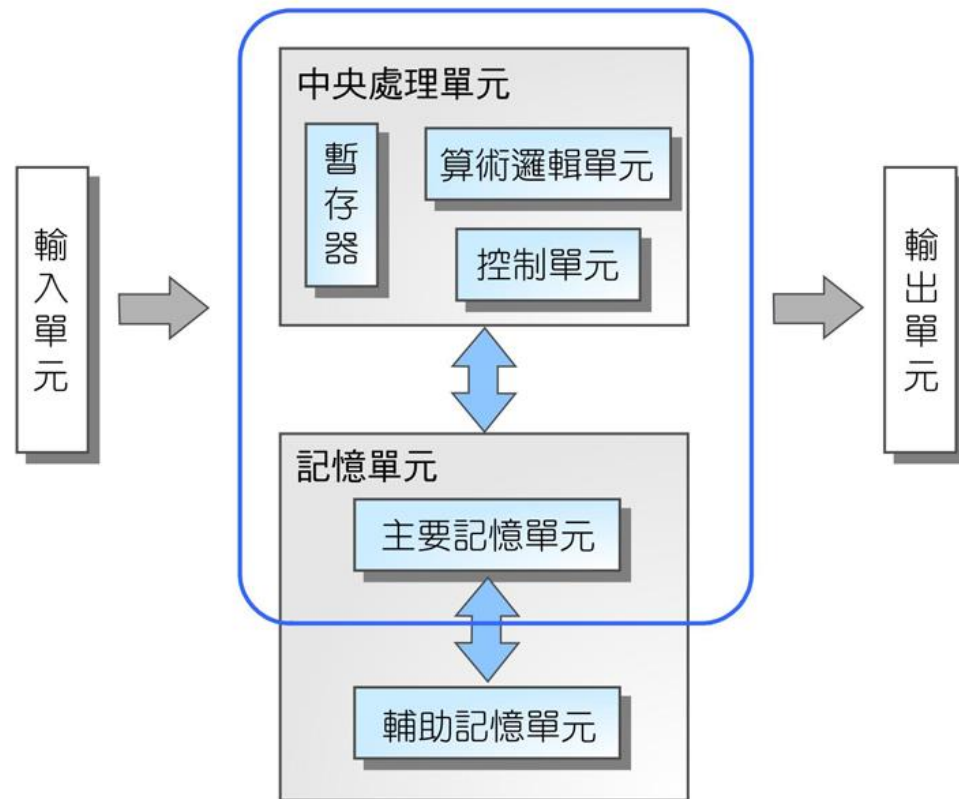 輸入單元
中央處理單元
暫存器
算術邏輯單元
控制單元
記憶單元
主要記憶單元
輔助記憶單元
輸出單元